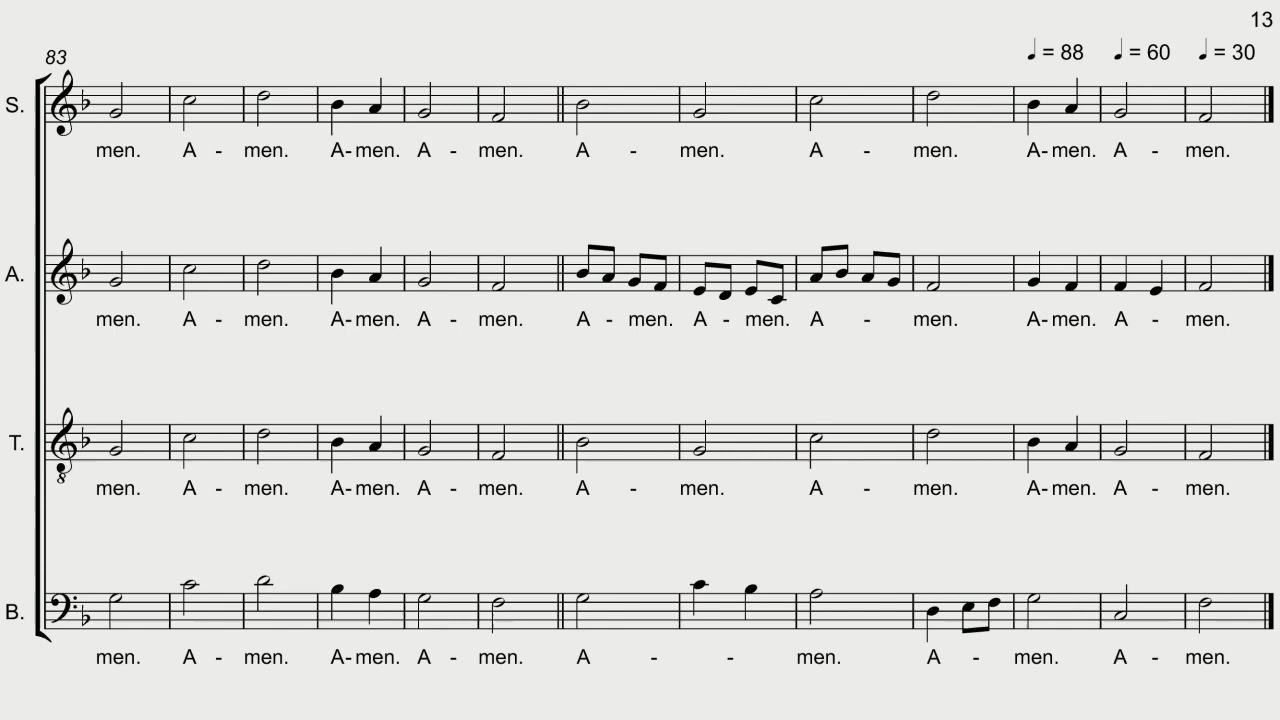 13
83
♩ = 88 ♩ = 60 ♩ = 30
S.
men. A - men. A- men. A - men. A - men. A - men. A- men. A - men.
A.
men. A - men. A- men. A - men. A - men. A - men. A - men. A- men. A - men.
T.
men. A - men. A- men. A - men. A - men. A - men. A- men. A - men.
8
B.
men. A - men. A- men. A - men. A - - men. A - men. A - men.